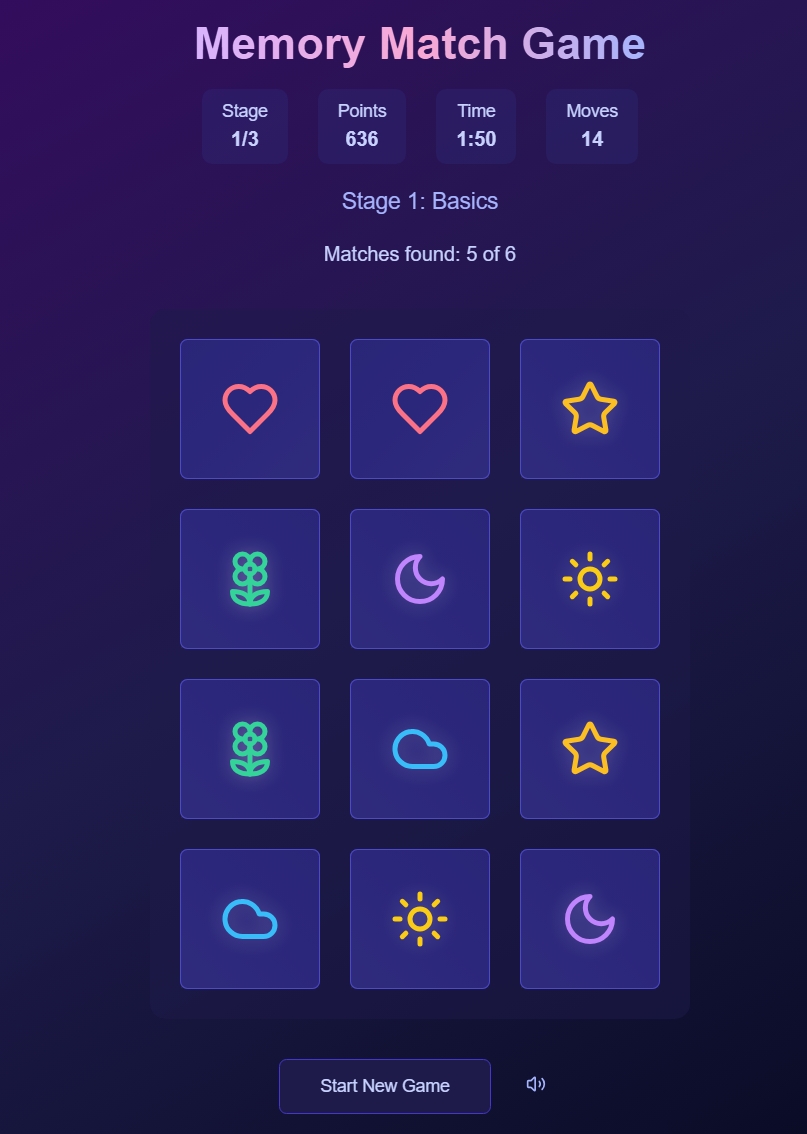 Memory Match Game
Stage Points Time Moves
1/3 636 1:50 14
Stage 1: Basics
Matches found: 5 of 6
Start New Game